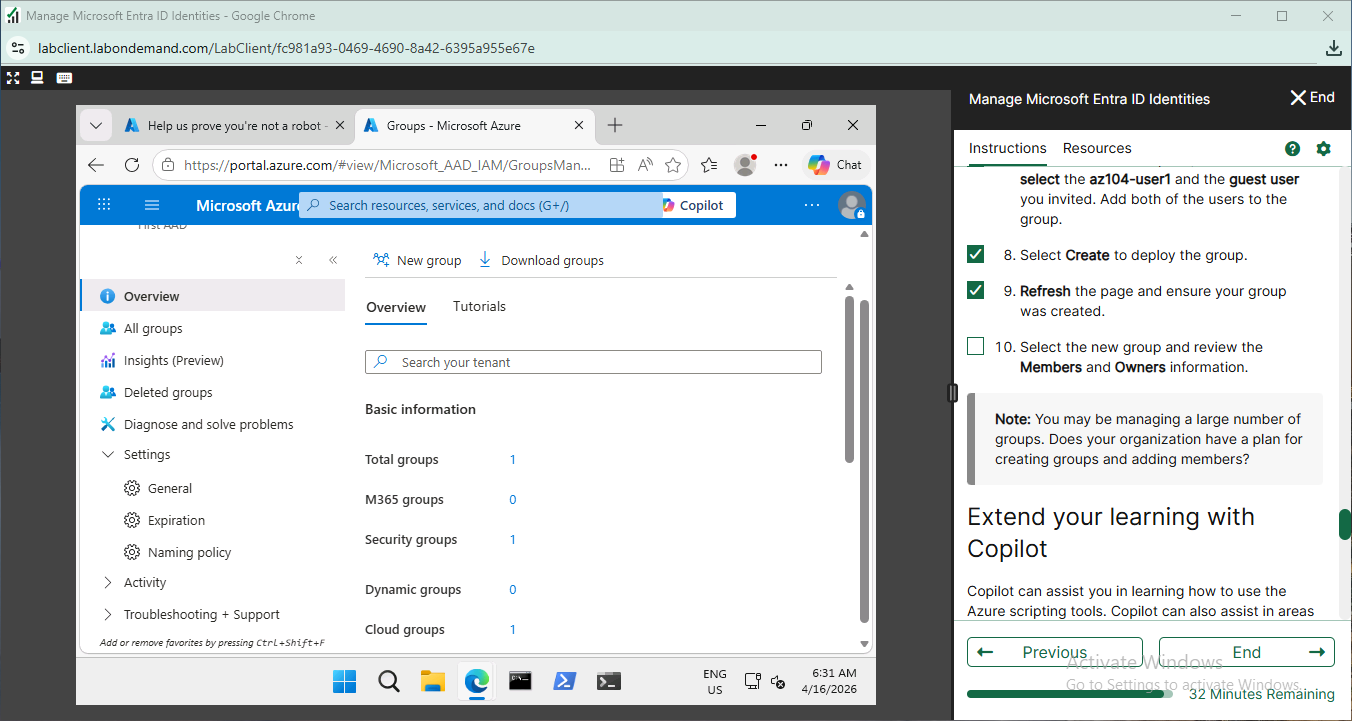 Manage Microsoft Entra ID Identities - Google Chrome
labclient.labondemand.com/LabClient/fc981a93-0469-4690-8a42-6395a955e67e
Manage Microsoft Entra ID Identities
End
Help us prove you're not a robot -
Groups - Microsoft Azure
https://portal.azure.com/#view/Microsoft_AAD_IAM/GroupsMan...
Chat
Microsoft Azure
Search resources, services, and docs (G+/)
Copilot
First AAD
New group
Download groups
Overview
All groups
Insights (Preview)
Deleted groups
Diagnose and solve problems
Settings
General
Expiration
Naming policy
Activity
Troubleshooting + Support
Add or remove favorites by pressing Ctrl+Shift+F
Overview
Tutorials
Search your tenant
Basic information
Total groups 1
M365 groups 0
Security groups 1
Dynamic groups 0
Cloud groups 1
ENG
US
6:31 AM
4/16/2026
Instructions
Resources
select the az104-user1 and the guest user
you invited. Add both of the users to the
group.
8. Select Create to deploy the group.
9. Refresh the page and ensure your group
was created.
10. Select the new group and review the
Members and Owners information.
Note: You may be managing a large number of
groups. Does your organization have a plan for
creating groups and adding members?
Extend your learning with
Copilot
Copilot can assist you in learning how to use the
Azure scripting tools. Copilot can also assist in areas
Previous
End
Activate Windows
Go to Settings to activate Windows.
32 Minutes Remaining